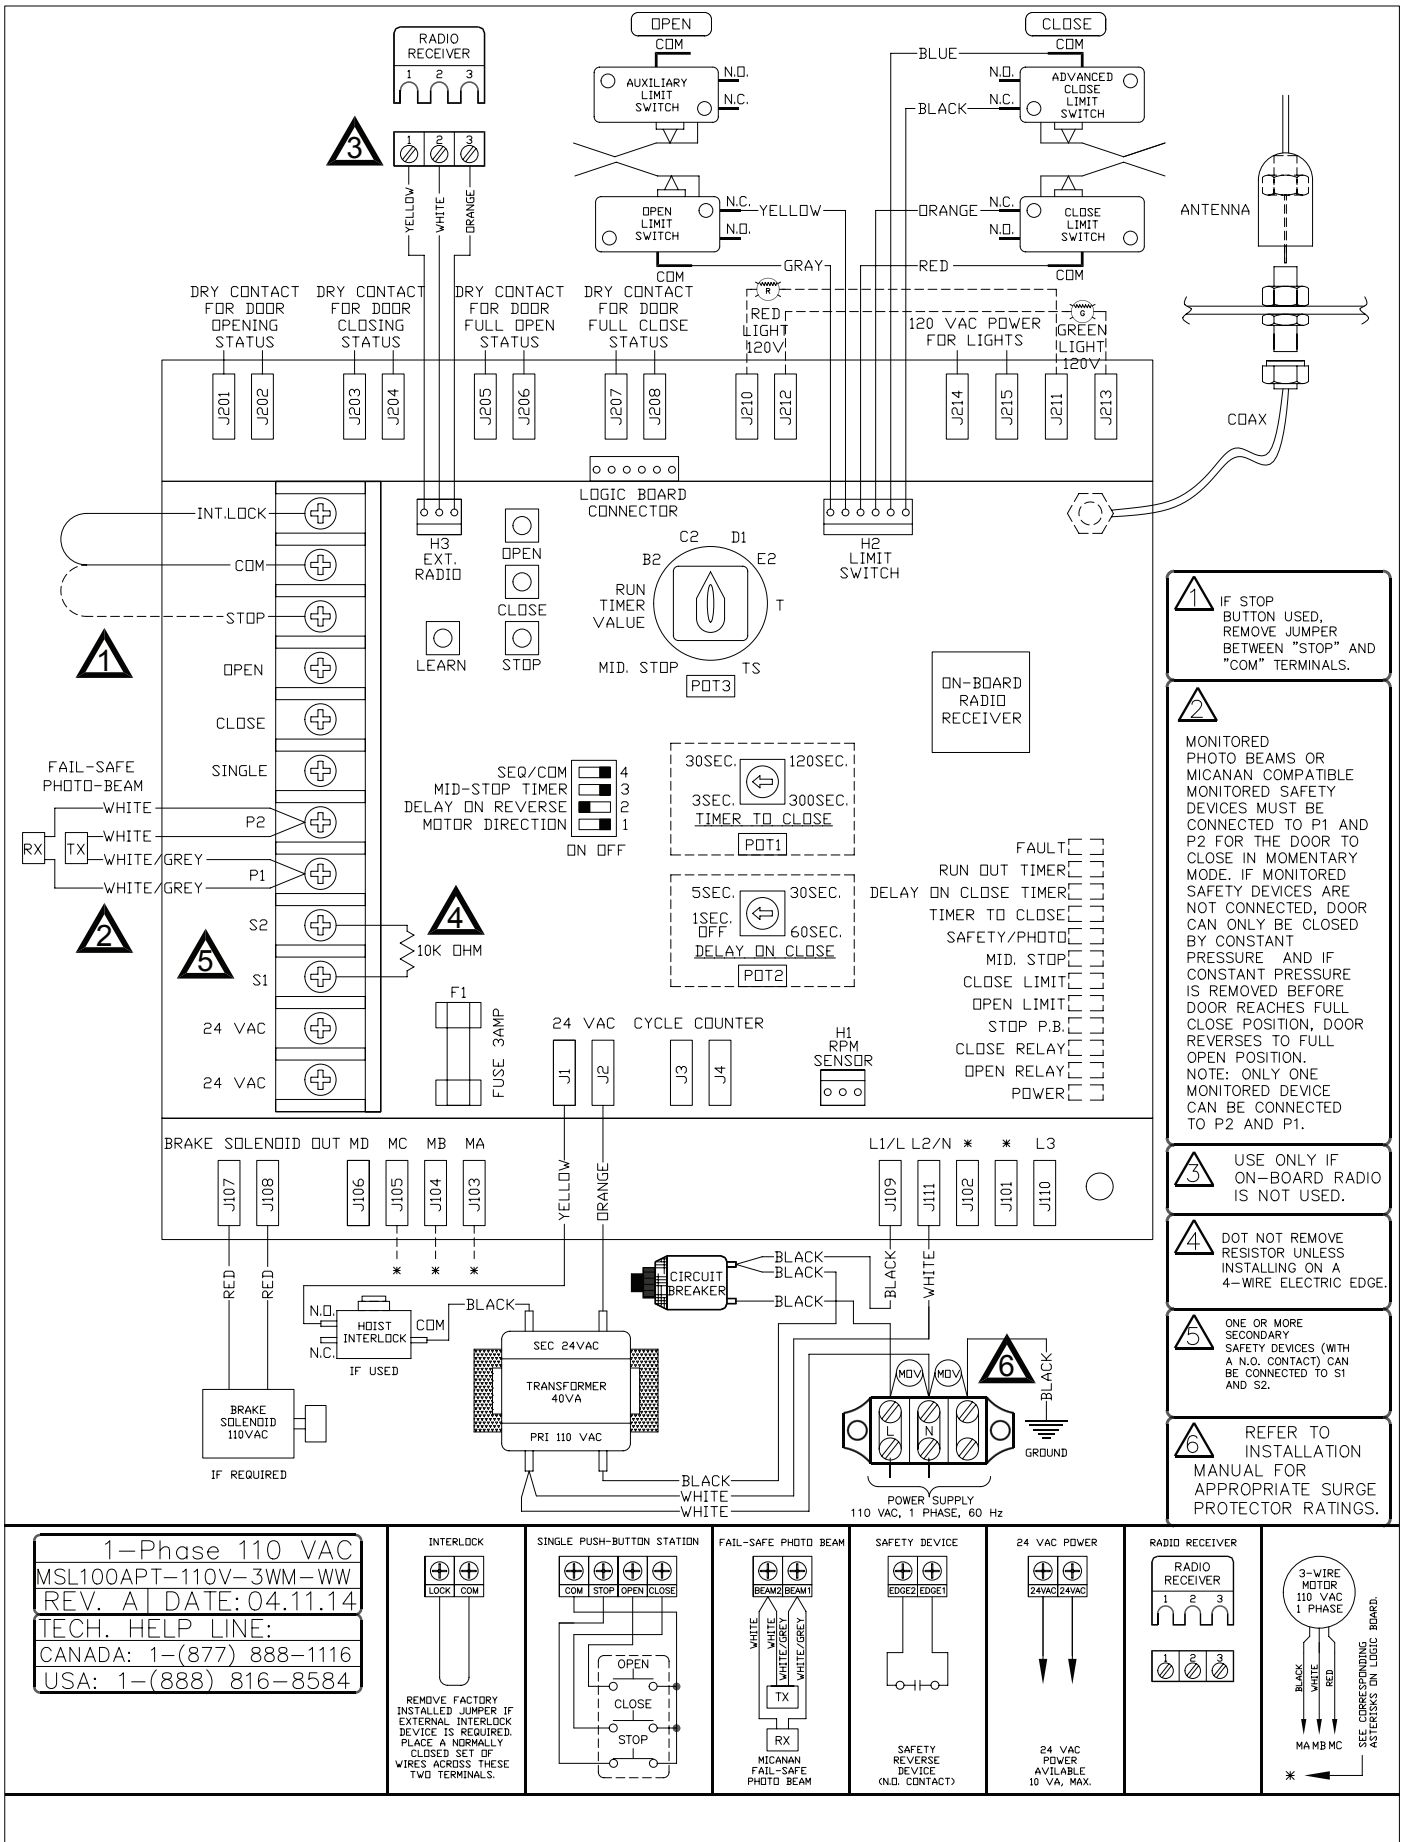 OPEN
COM
AUXILIARY
LIMIT
SWITCH
N.O.
N.C.
CLOSE
COM
BLUE
BLACK
N.O.
N.C.
ADVANCED
CLOSE
LIMIT
SWITCH
RADIO
RECEIVER
1 2 3
3
1 2 3
YELLOW
WHITE
ORANGE
OPEN
LIMIT
SWITCH
N.C.
N.O.
YELLOW
COM
GRAY
ORANGE
N.C.
N.O.
CLOSE
LIMIT
SWITCH
RED
COM
ANTENNA
COAX
DRY CONTACT
FOR DOOR
OPENING
STATUS
DRY CONTACT
FOR DOOR
CLOSING
STATUS
DRY CONTACT
FOR DOOR
FULL OPEN
STATUS
DRY CONTACT
FOR DOOR
FULL CLOSE
STATUS
R
RED
LIGHT
120V
120 VAC POWER
FOR LIGHTS
G
GREEN
LIGHT
120V
J201
J202
J203
J204
J205
J206
J207
J208
J210
J212
J214
J215
J211
J213
LOGIC BOARD
CONNECTOR
H3
EXT.
RADIO
OPEN
CLOSE
STOP
LEARN
H2
LIMIT
SWITCH
B2
C2
D1
E2
T
TS
RUN
TIMER
VALUE
MID. STOP
POT3
ON-BOARD
RADIO
RECEIVER
INT.LOCK
COM
STOP
1
OPEN
CLOSE
SINGLE
P2
P1
S2
S1
24 VAC
24 VAC
FAIL-SAFE
PHOTO-BEAM
WHITE
WHITE
RX
TX
WHITE/GREY
WHITE/GREY
2
5
4
10K OHM
SEQ/COM
MID-STOP TIMER
DELAY ON REVERSE
MOTOR DIRECTION
4
3
2
1
ON OFF
30SEC.
120SEC.
3SEC.
300SEC.
TIMER TO CLOSE
POT1
5SEC.
30SEC.
1SEC.
OFF
60SEC.
DELAY ON CLOSE
POT2
FAULT
RUN OUT TIMER
DELAY ON CLOSE TIMER
TIMER TO CLOSE
SAFETY/PHOTO
MID. STOP
CLOSE LIMIT
OPEN LIMIT
STOP P.B.
CLOSE RELAY
OPEN RELAY
POWER
F1
FUSE 3AMP
24 VAC
J1
J2
CYCLE COUNTER
J3
J4
H1
RPM
SENSOR
BRAKE SOLENOID OUT MD MC MB MA
J107
J108
J106
J105
J104
J103
* * *
L1/L L2/N * * L3
J109
J111
J102
J101
J110
RED
RED
YELLOW
ORANGE
BLACK
WHITE
BRAKE
SOLENOID
110VAC
IF REQUIRED
N.O.
N.C.
HOIST
INTERLOCK
COM
IF USED
BLACK
SEC 24VAC
TRANSFORMER
40VA
PRI 110 VAC
CIRCUIT
BREAKER
BLACK
BLACK
BLACK
MOV
MOV
6
BLACK
GROUND
L
N
BLACK
WHITE
WHITE
POWER SUPPLY
110 VAC, 1 PHASE, 60 Hz
1
IF STOP
BUTTON USED,
REMOVE JUMPER
BETWEEN "STOP" AND
"COM" TERMINALS.
2
MONITORED
PHOTO BEAMS OR
MICANAN COMPATIBLE
MONITORED SAFETY
DEVICES MUST BE
CONNECTED TO P1 AND
P2 FOR THE DOOR TO
CLOSE IN MOMENTARY
MODE. IF MONITORED
SAFETY DEVICES ARE
NOT CONNECTED, DOOR
CAN ONLY BE CLOSED
BY CONSTANT
PRESSURE AND IF
CONSTANT PRESSURE
IS REMOVED BEFORE
DOOR REACHES FULL
CLOSE POSITION, DOOR
REVERSES TO FULL
OPEN POSITION.
NOTE: ONLY ONE
MONITORED DEVICE
CAN BE CONNECTED
TO P2 AND P1.
3
USE ONLY IF
ON-BOARD RADIO
IS NOT USED.
4
DOT NOT REMOVE
RESISTOR UNLESS
INSTALLING ON A
4-WIRE ELECTRIC EDGE.
5
ONE OR MORE
SECONDARY
SAFETY DEVICES (WITH
A N.O. CONTACT) CAN
BE CONNECTED TO S1
AND S2.
6
REFER TO
INSTALLATION
MANUAL FOR
APPROPRIATE SURGE
PROTECTOR RATINGS.
1-Phase 110 VAC
MSL100APT-110V-3WM-WW
REV. A DATE: 04.11.14
TECH. HELP LINE:
CANADA: 1-(877) 888-1116
USA: 1-(888) 816-8584
INTERLOCK
LOCK COM
REMOVE FACTORY
INSTALLED JUMPER IF
EXTERNAL INTERLOCK
DEVICE IS REQUIRED.
PLACE A NORMALLY
CLOSED SET OF
WIRES ACROSS THESE
TWO TERMINALS.
SINGLE PUSH-BUTTON STATION
COM STOP OPEN CLOSE
OPEN
CLOSE
STOP
FAIL-SAFE PHOTO BEAM
BEAM2 BEAM1
WHITE
WHITE
WHITE/GREY
WHITE/GREY
TX
RX
MICANAN
FAIL-SAFE
PHOTO BEAM
SAFETY DEVICE
EDGE2 EDGE1
SAFETY
REVERSE
DEVICE
(N.O. CONTACT)
24 VAC POWER
24VAC 24VAC
24 VAC
POWER
AVILABLE
10 VA, MAX.
RADIO RECEIVER
RADIO
RECEIVER
1 2 3
1 2 3
3-WIRE
MOTOR
110 VAC
1 PHASE
BLACK
WHITE
RED
MA MB MC
*
SEE CORRESPONDING
ASTERISKS ON LOGIC BOARD.